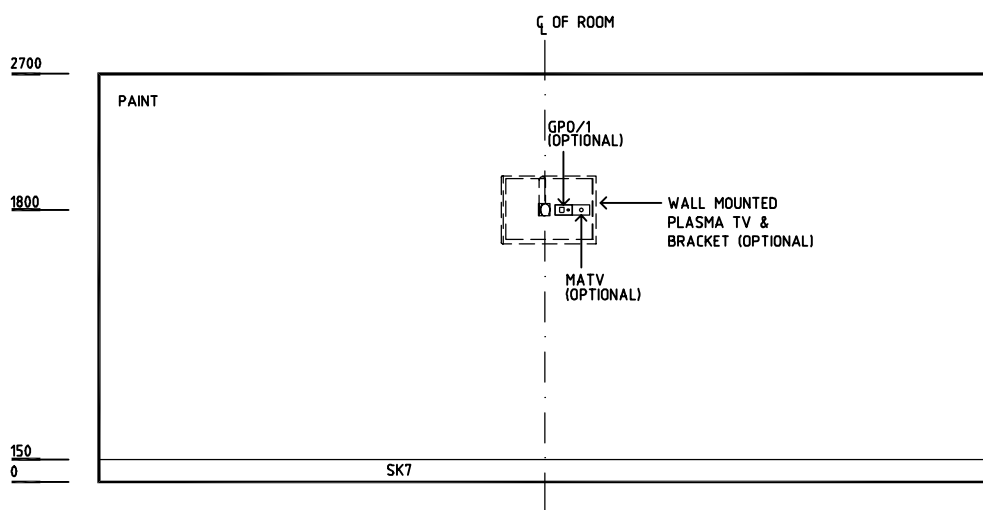 ℄ OF ROOM
2700
PAINT
GPO/1
(OPTIONAL)
1800
WALL MOUNTED
PLASMA TV &
BRACKET (OPTIONAL)
MATV
(OPTIONAL)
150
0
SK7